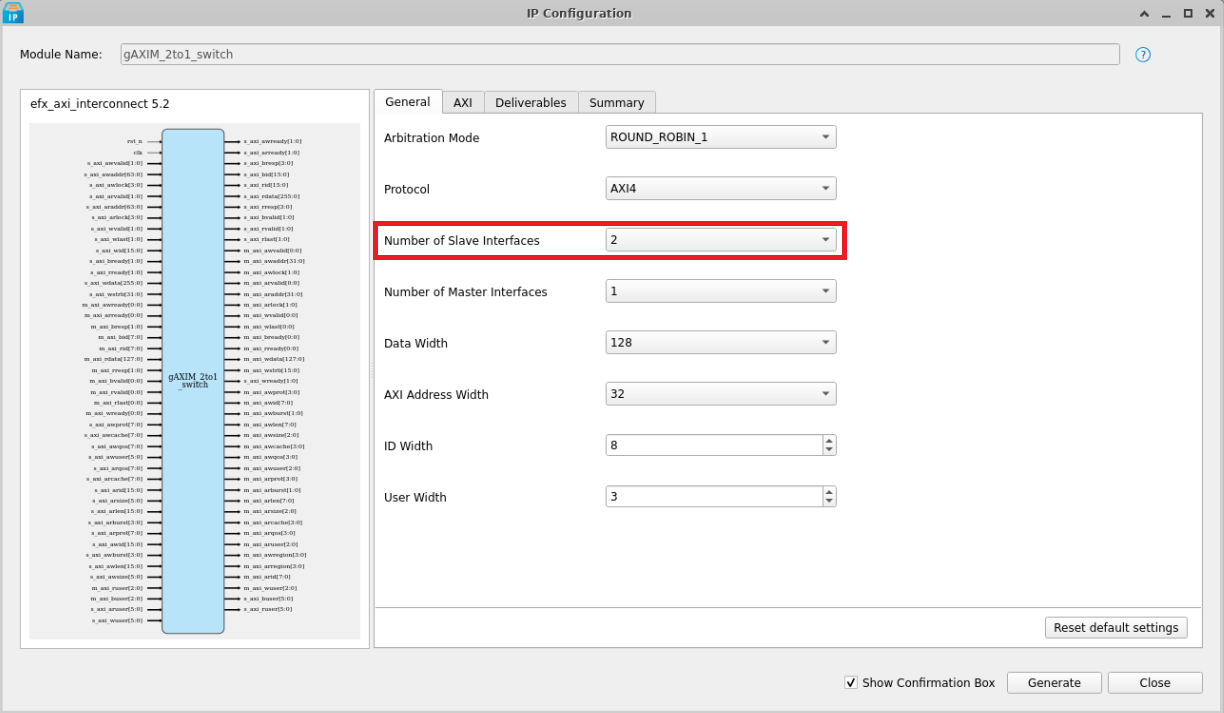 IP
IP Configuration
Module Name:
gAXIM_2to1_switch
?
efx_axi_interconnect 5.2
rst_n
clk
s_axi_awvalid[1:0]
s_axi_awaddr[63:0]
s_axi_awlock[3:0]
s_axi_arvalid[1:0]
s_axi_araddr[63:0]
s_axi_arlock[3:0]
s_axi_wvalid[1:0]
s_axi_wlast[1:0]
s_axi_wid[15:0]
s_axi_bready[1:0]
s_axi_rready[1:0]
s_axi_wdata[255:0]
s_axi_wstrb[31:0]
m_axi_awready[0:0]
m_axi_arready[0:0]
m_axi_bresp[1:0]
m_axi_bid[7:0]
m_axi_rid[7:0]
m_axi_rdata[127:0]
m_axi_rresp[1:0]
m_axi_bvalid[0:0]
m_axi_rvalid[0:0]
m_axi_rlast[0:0]
m_axi_wready[0:0]
s_axi_awprot[7:0]
s_axi_awcache[7:0]
s_axi_awqos[7:0]
s_axi_awuser[5:0]
s_axi_arqos[7:0]
s_axi_arcache[7:0]
s_axi_arid[15:0]
s_axi_arsize[5:0]
s_axi_arlen[15:0]
s_axi_arburst[3:0]
s_axi_arprot[7:0]
s_axi_awid[15:0]
s_axi_awburst[3:0]
s_axi_awlen[15:0]
s_axi_awsize[5:0]
m_axi_ruser[2:0]
m_axi_buser[2:0]
s_axi_aruser[5:0]
s_axi_wuser[5:0]
gAXIM_2to1
_switch
s_axi_awready[1:0]
s_axi_arready[1:0]
s_axi_bresp[3:0]
s_axi_bid[15:0]
s_axi_rid[15:0]
s_axi_rdata[255:0]
s_axi_rresp[3:0]
s_axi_bvalid[1:0]
s_axi_rvalid[1:0]
s_axi_rlast[1:0]
m_axi_awvalid[0:0]
m_axi_awaddr[31:0]
m_axi_awlock[1:0]
m_axi_arvalid[0:0]
m_axi_araddr[31:0]
m_axi_arlock[1:0]
m_axi_wvalid[0:0]
m_axi_wlast[0:0]
m_axi_bready[0:0]
m_axi_rready[0:0]
m_axi_wdata[127:0]
m_axi_wstrb[15:0]
s_axi_wready[1:0]
m_axi_awprot[3:0]
m_axi_awid[7:0]
m_axi_awburst[1:0]
m_axi_awlen[7:0]
m_axi_awsize[2:0]
m_axi_awcache[3:0]
m_axi_awqos[3:0]
m_axi_awuser[2:0]
m_axi_arprot[3:0]
m_axi_arburst[1:0]
m_axi_arlen[7:0]
m_axi_arsize[2:0]
m_axi_arcache[3:0]
m_axi_arqos[3:0]
m_axi_aruser[2:0]
m_axi_awregion[3:0]
m_axi_arregion[3:0]
m_axi_arid[7:0]
m_axi_wuser[2:0]
s_axi_buser[5:0]
s_axi_ruser[5:0]
General AXI Deliverables Summary
Arbitration Mode ROUND_ROBIN_1
Protocol AXI4
Number of Slave Interfaces 2
Number of Master Interfaces 1
Data Width 128
AXI Address Width 32
ID Width 8
User Width 3
Reset default settings
Show Confirmation Box Generate Close